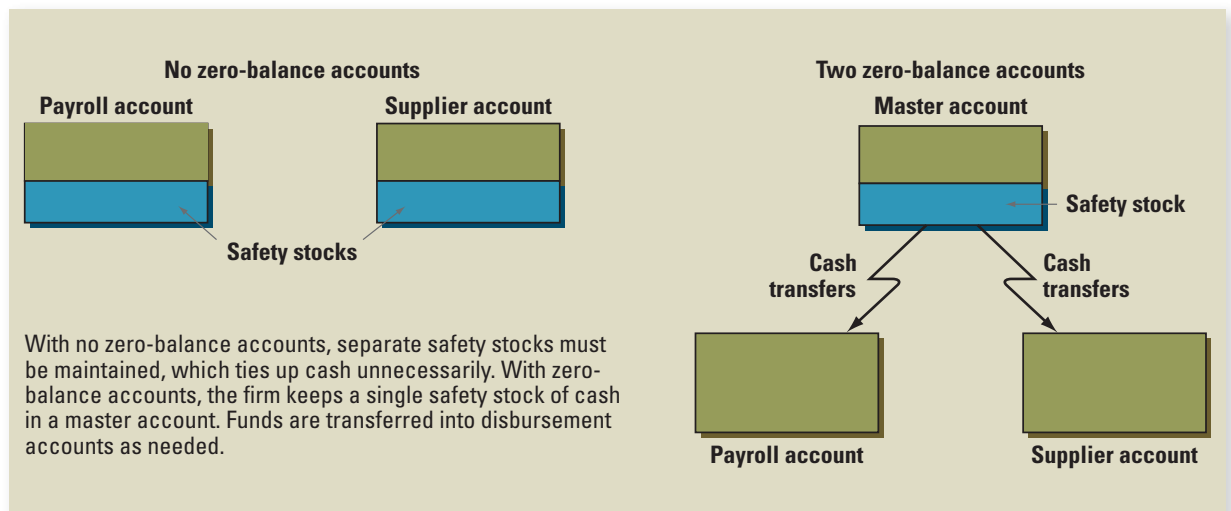 No zero-balance accounts
Payroll account
Supplier account
Safety stocks
With no zero-balance accounts, separate safety stocks must
be maintained, which ties up cash unnecessarily. With zero-
balance accounts, the firm keeps a single safety stock of cash
in a master account. Funds are transferred into disbursement
accounts as needed.
Two zero-balance accounts
Master account
Safety stock
Cash
transfers
Cash
transfers
Payroll account
Supplier account